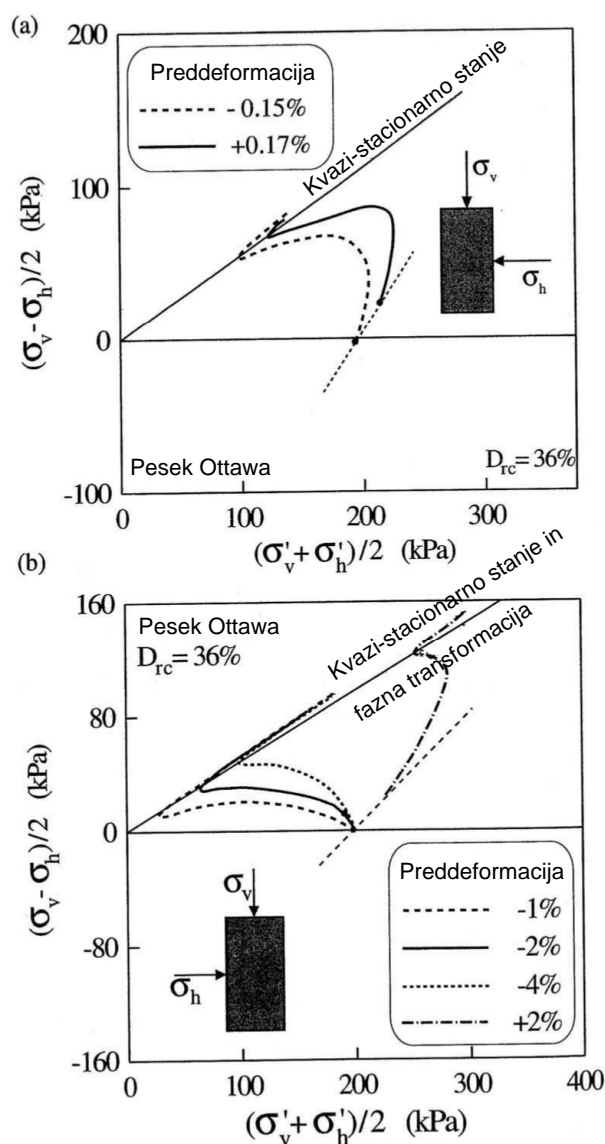 (a)
200
100
0
-100
(σv - σh)/2 (kPa)
Preddeformacija
- 0.15%
+0.17%
Kvazi-stacionarno stanje
σv
σh
Pesek Ottawa
Drc= 36%
0
100
200
300
(σ'v + σ'h)/2 (kPa)
(b)
160
80
0
-80
-160
(σv - σh)/2 (kPa)
Pesek Ottawa
Drc= 36%
Kvazi-stacionarno stanje in
fazna transformacija
σv
σh
Preddeformacija
-1%
-2%
-4%
+2%
0
100
200
300
400
(σ'v + σ'h)/2 (kPa)